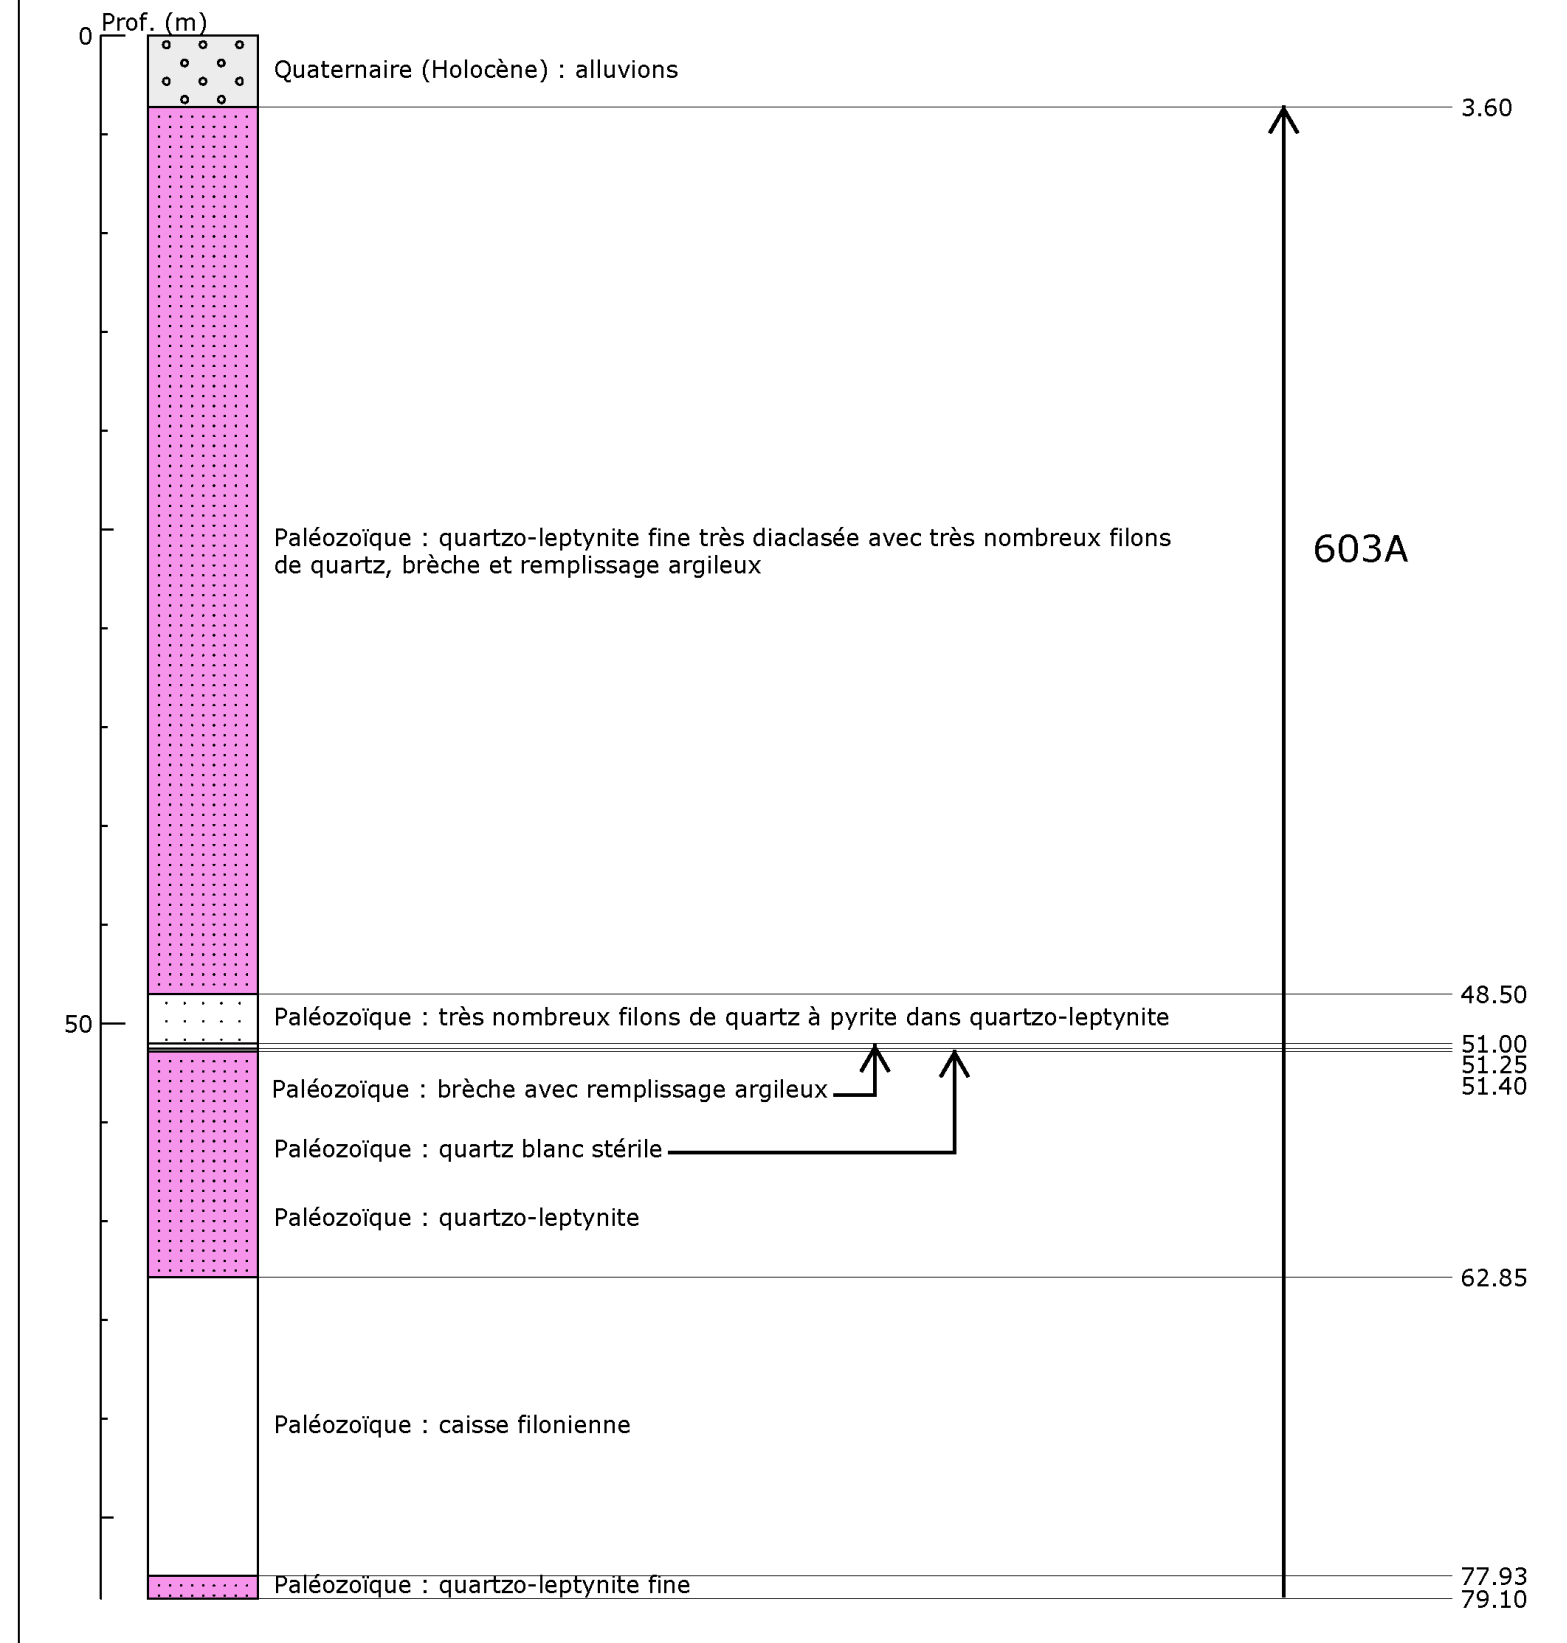 Prof. (m)
0
Quaternaire (Holocène) : alluvions
3.60
Paléozoïque : quartzo-leptynite fine très diaclasée avec très nombreux filons
de quartz, brèche et remplissage argileux
603A
48.50
50
Paléozoïque : très nombreux filons de quartz à pyrite dans quartzo-leptynite
51.00
51.25
51.40
Paléozoïque : brèche avec remplissage argileux
Paléozoïque : quartz blanc stérile
Paléozoïque : quartzo-leptynite
62.85
Paléozoïque : caisse filonienne
77.93
Paléozoïque : quartzo-leptynite fine
79.10